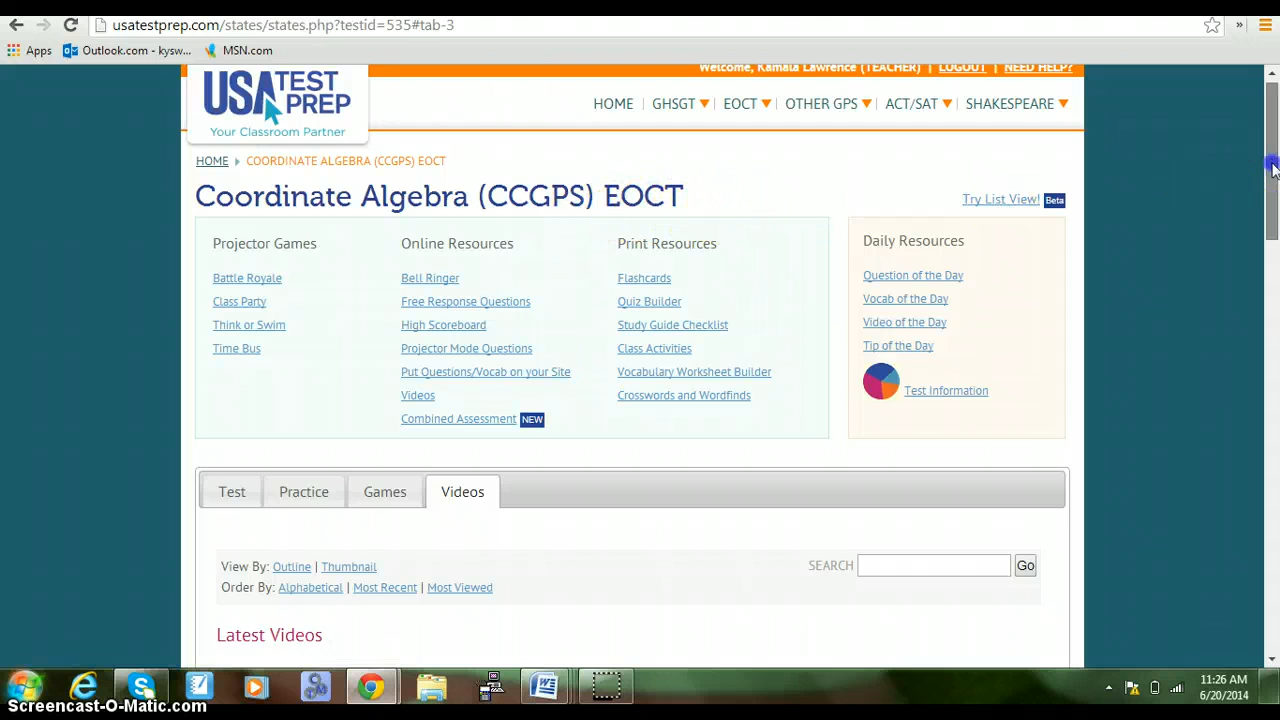 usatestprep.com/states/states.php?testid=535#tab-3
Apps Outlook.com - kysw... MSN.com
Welcome, Kamala Lawrence (TEACHER) | LOGOUT | NEED HELP?
USA TEST PREP
Your Classroom Partner
HOME GHSGT EOCT OTHER GPS ACT/SAT SHAKESPEARE
HOME COORDINATE ALGEBRA (CCGPS) EOCT
Coordinate Algebra (CCGPS) EOCT
Try List View! Beta
Projector Games
Battle Royale
Class Party
Think or Swim
Time Bus
Online Resources
Bell Ringer
Free Response Questions
High Scoreboard
Projector Mode Questions
Put Questions/Vocab on your Site
Videos
Combined Assessment NEW
Print Resources
Flashcards
Quiz Builder
Study Guide Checklist
Class Activities
Vocabulary Worksheet Builder
Crosswords and Wordfinds
Daily Resources
Question of the Day
Vocab of the Day
Video of the Day
Tip of the Day
Test Information
Test Practice Games Videos
View By: Outline | Thumbnail
SEARCH Go
Order By: Alphabetical | Most Recent | Most Viewed
Latest Videos
11:26 AM
6/20/2014
Screencast-O-Matic.com